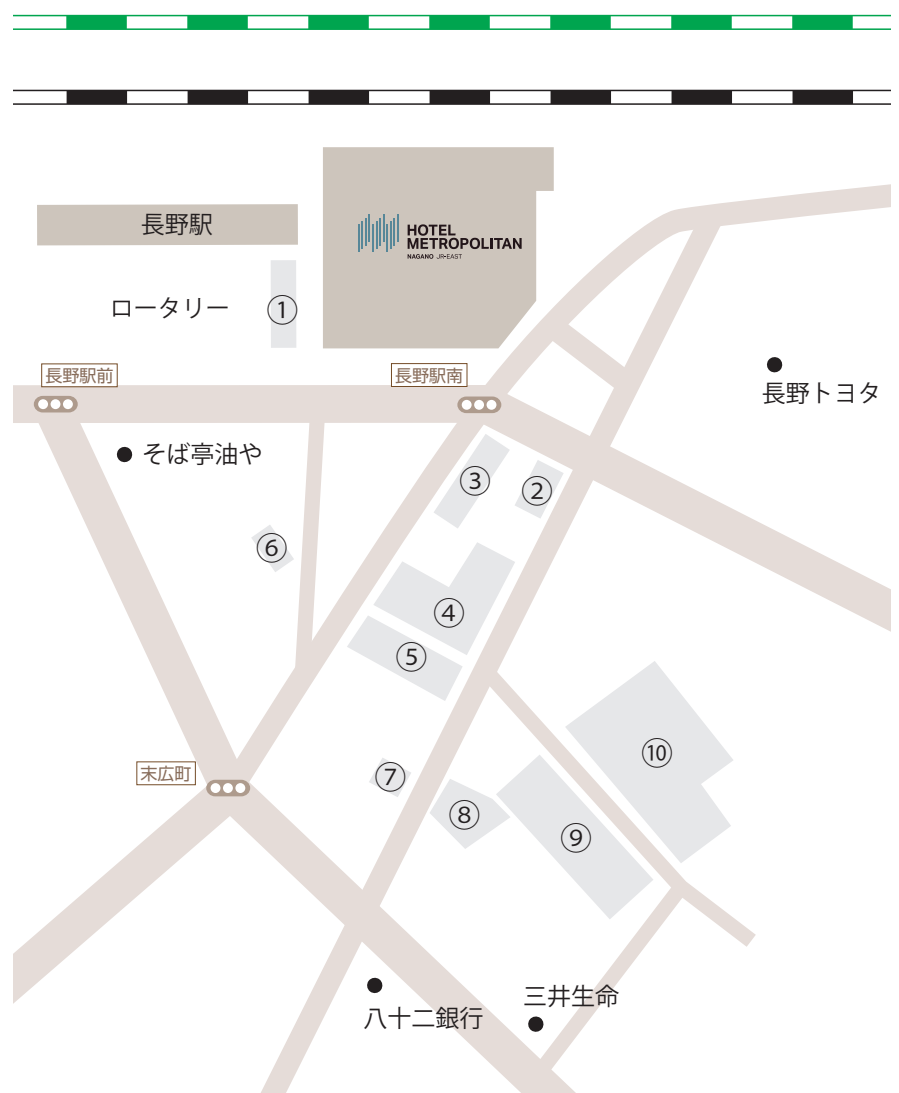 長野駅
HOTEL
METROPOLITAN
NAGANO JR-EAST
ロータリー
①
長野駅前
長野駅南
長野トヨタ
そば亭油や
③
②
⑥
④
⑤
末広町
⑦
⑩
⑧
⑨
八十二銀行
三井生命